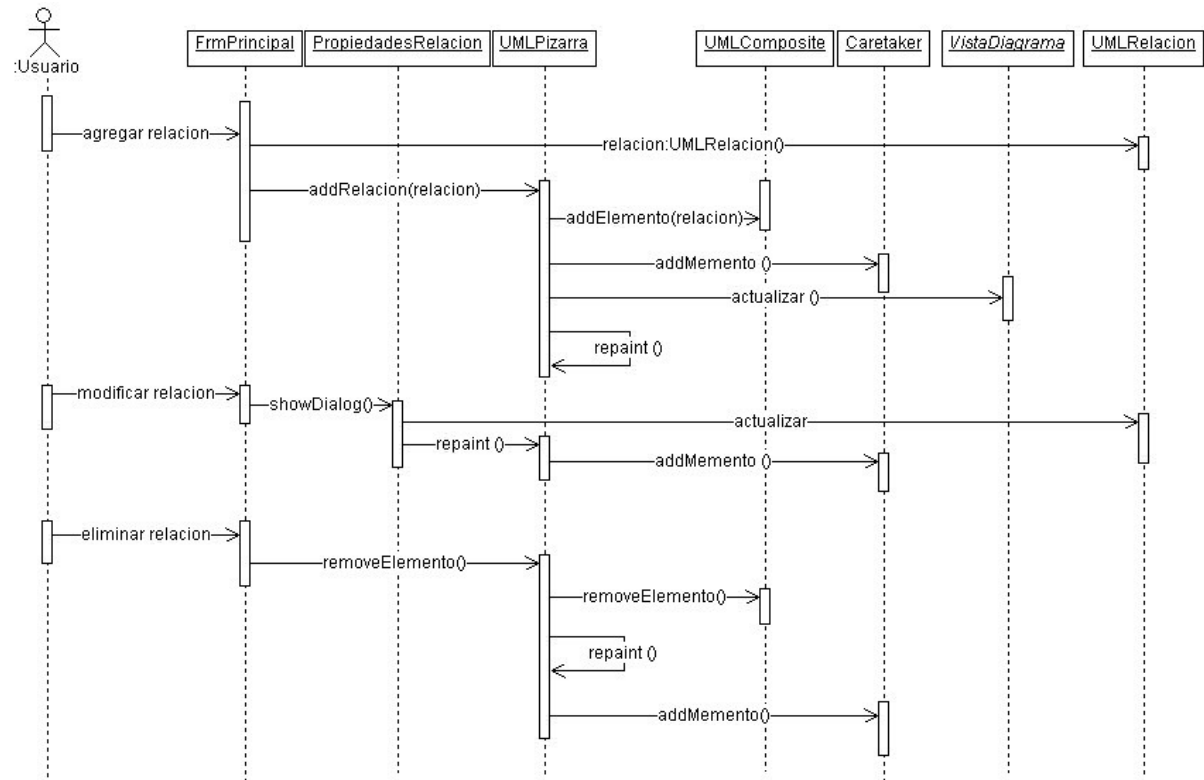 :Usuario
FrmPrincipal
PropiedadesRelacion
UMLPizarra
UMLComposite
Caretaker
VistaDiagrama
UMLRelacion
agregar relacion
relacion:UMLRelacion()
addRelacion(relacion)
addElemento(relacion)
addMemento ()
actualizar ()
repaint ()
modificar relacion
showDialog()
actualizar
repaint ()
addMemento ()
eliminar relacion
removeElemento()
removeElemento()
repaint ()
addMemento()